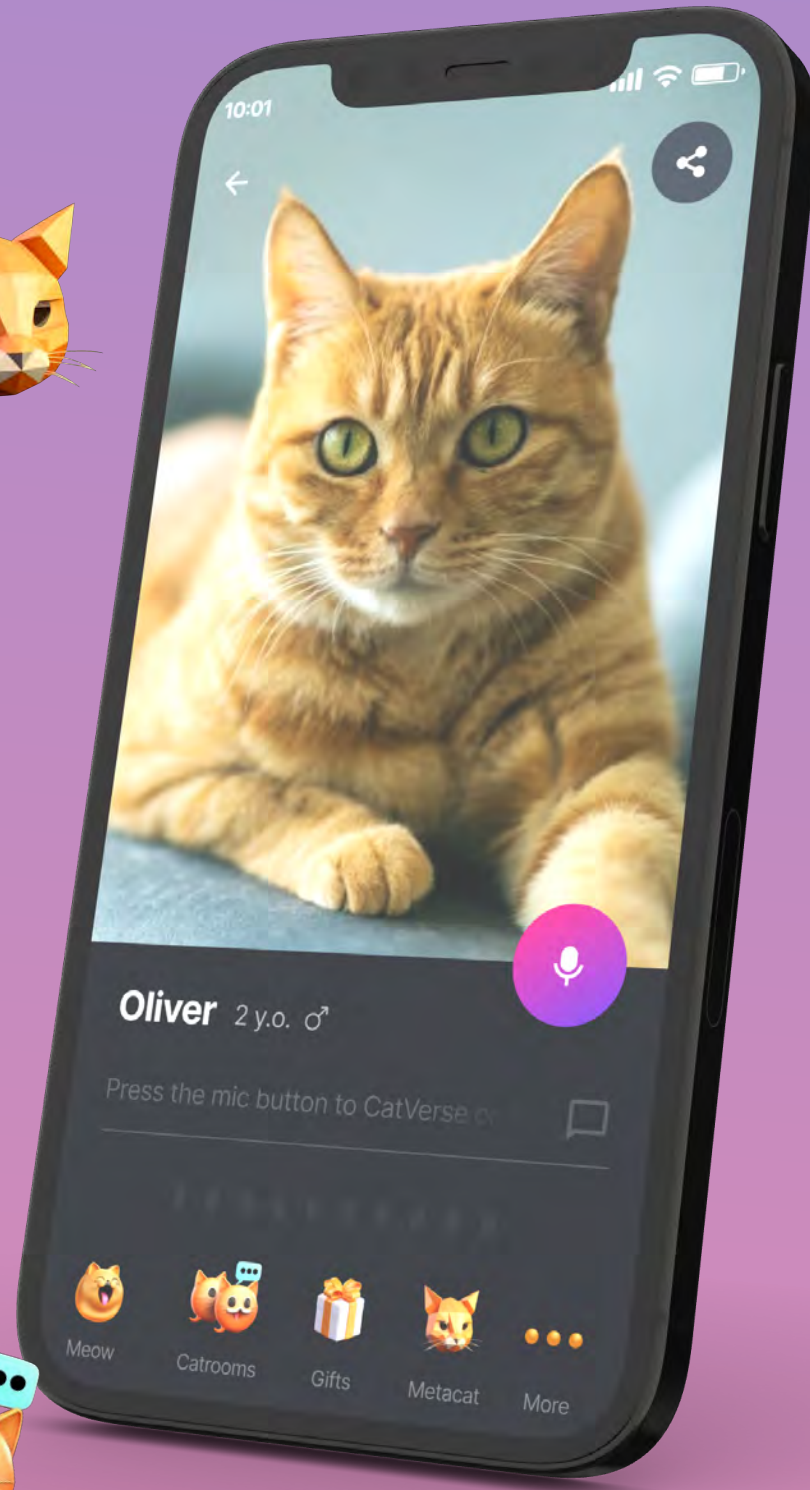 10:01
Oliver 2 y.o. ♂
Press the mic button to CatVerse
Meow
Catrooms
Gifts
Metacat
More